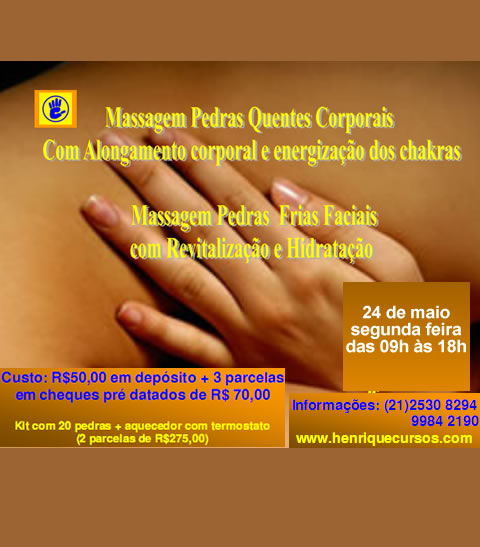 Massagem Pedras Quentes Corporais
Com Alongamento corporal e energização dos chakras
Massagem Pedras Frias Faciais
com Revitalização e Hidratação
24 de maio
segunda feira
das 09h às 18h
Custo: R$50,00 em depósito + 3 parcelas
em cheques pré datados de R$ 70,00
Kit com 20 pedras + aquecedor com termostato
(2 parcelas de R$275,00)
Informações: (21)2530 8294
9984 2190
www.henriquecursos.com